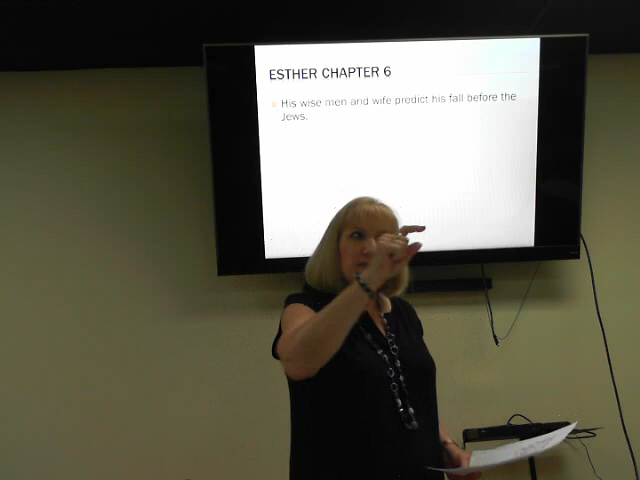 ESTHER CHAPTER 6
His wise men and wife predict his fall before the
Jews.